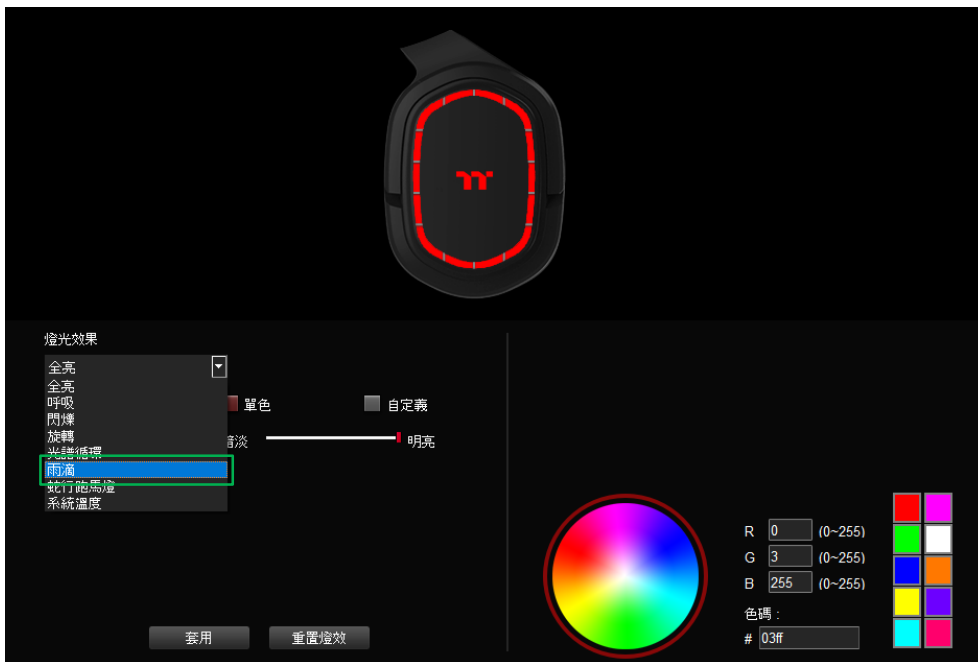 燈光效果
全亮
全亮
呼吸
閃爍
旋轉
光譜循環
雨滴
蛇行跑馬燈
系統溫度
單色
自定義
暗淡
明亮
套用
重置燈效
R 0 (0~255)
G 3 (0~255)
B 255 (0~255)
色碼 :
# 03ff